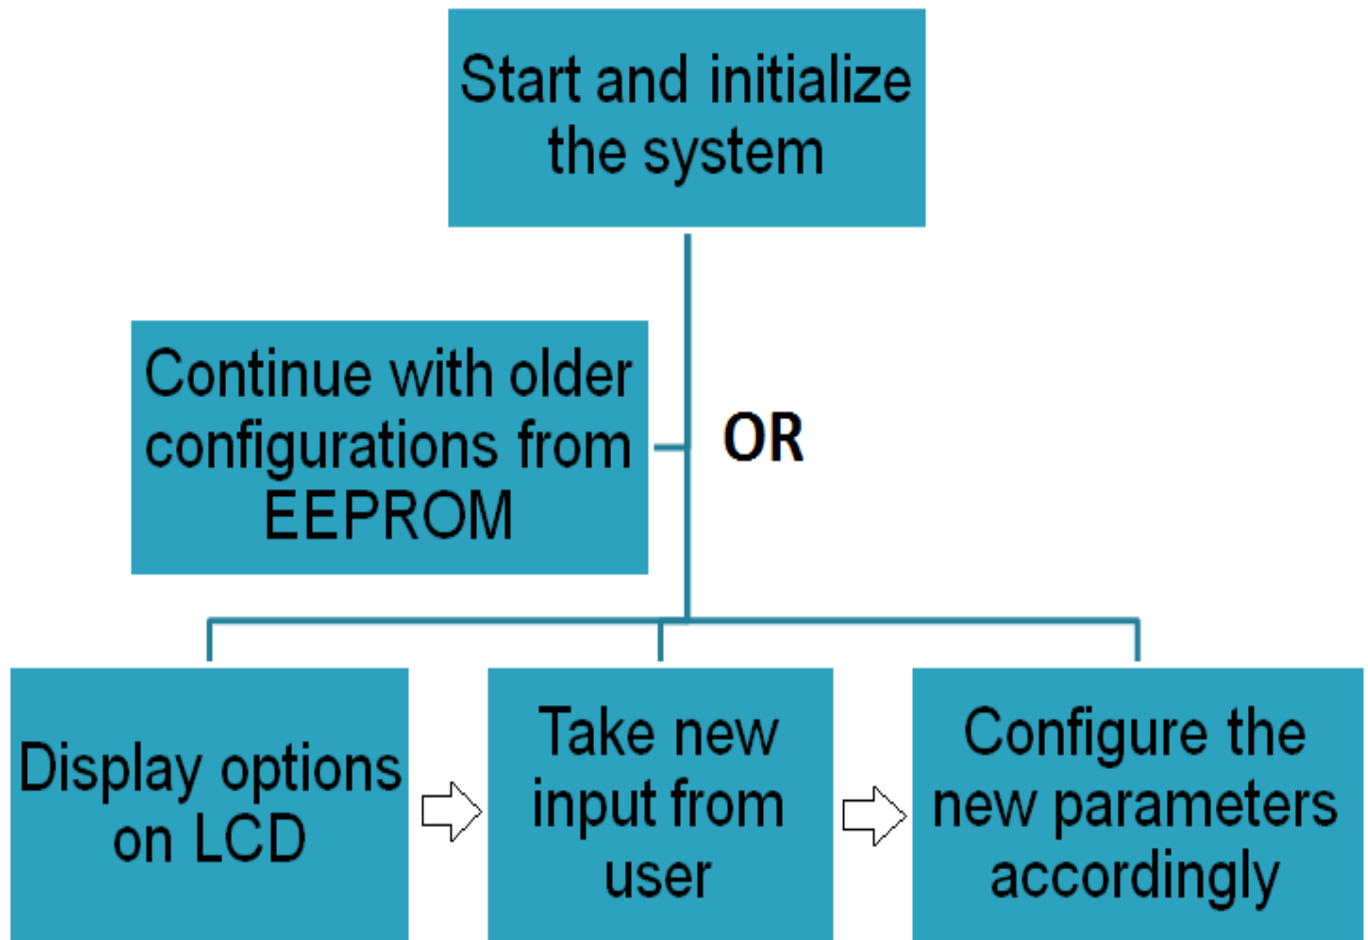 Start and initialize
the system
Continue with older
configurations from
EEPROM
OR
Display options
on LCD
Take new
input from
user
Configure the
new parameters
accordingly